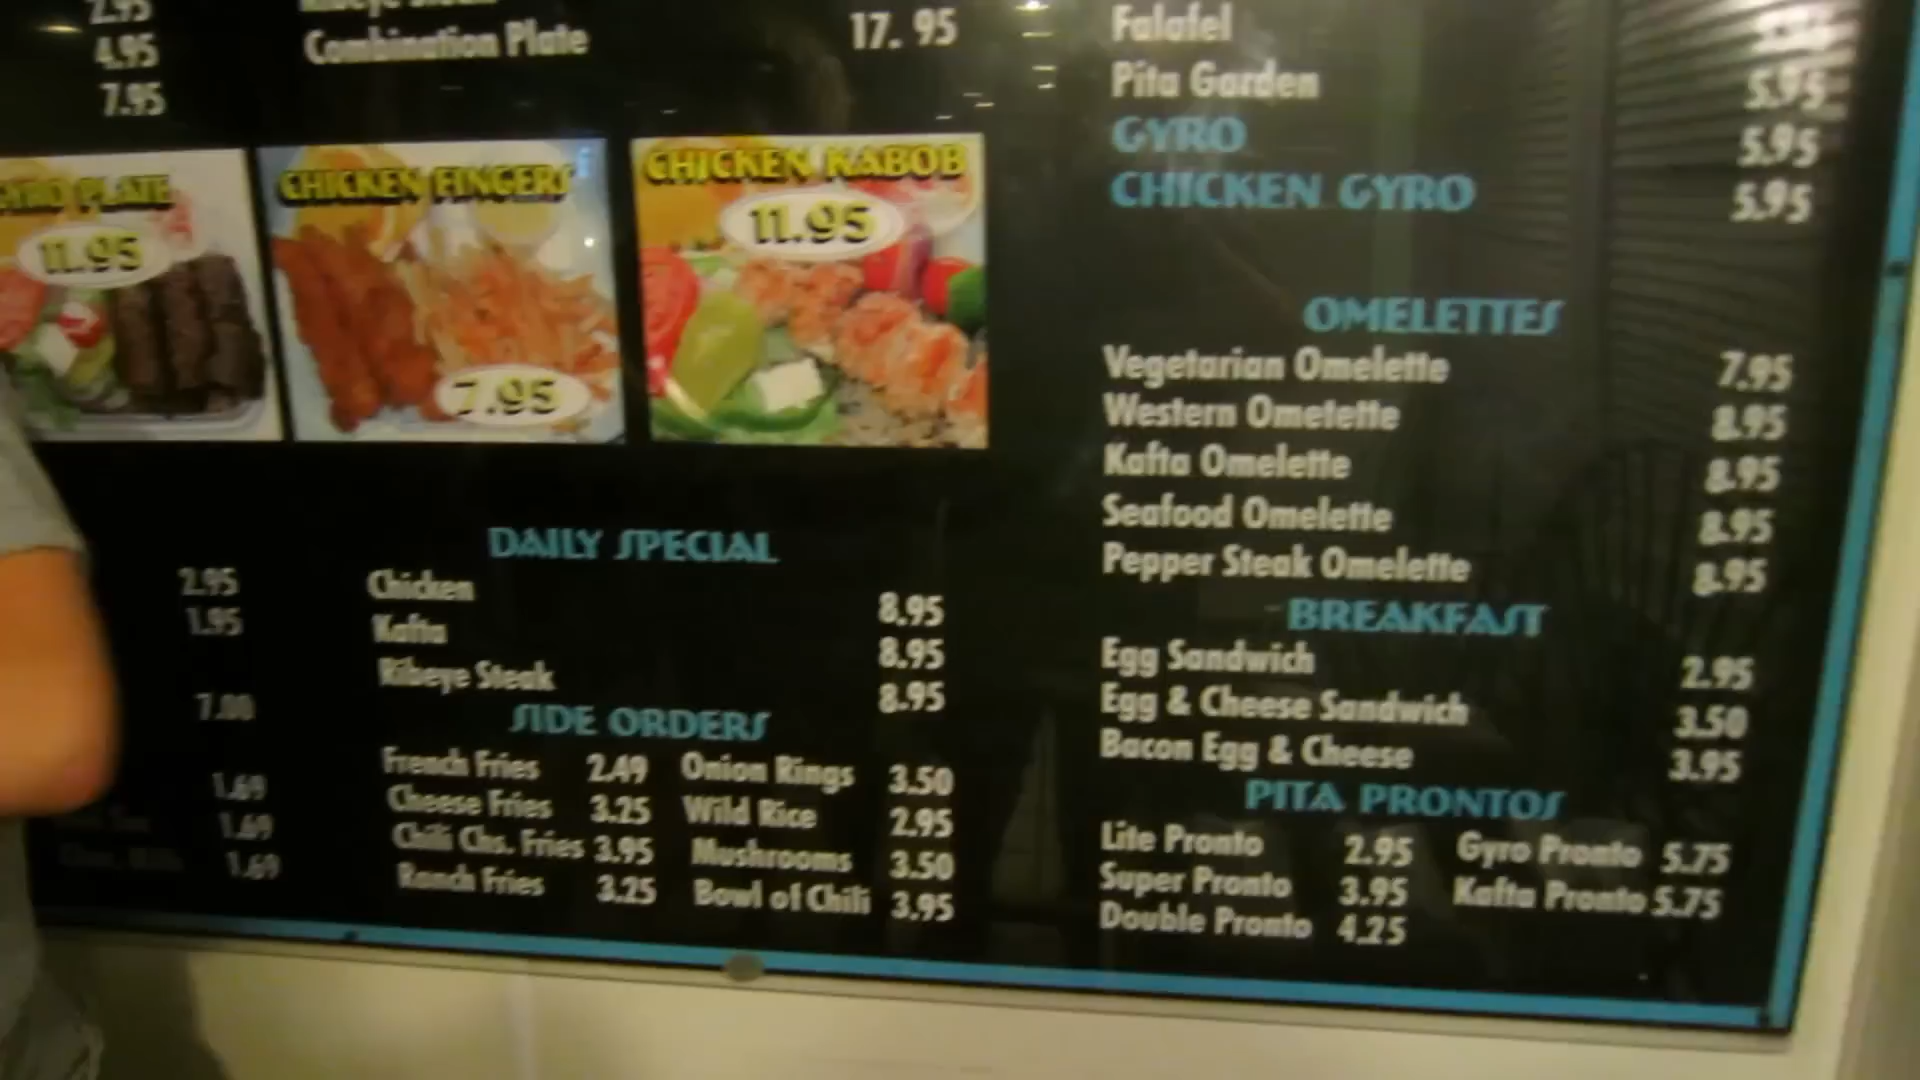 2.95
4.95
7.95
Combination Plate 17. 95
Falafel
Pita Garden 5.95
GYRO 5.95
CHICKEN GYRO 5.95
GYRO PLATE
11.95
CHICKEN FINGERS
7.95
CHICKEN KABOB
11.95
OMELETTES
Vegetarian Omelette 7.95
Western Ometette 8.95
Kafta Omelette 8.95
Seafood Omelette 8.95
Pepper Steak Omelette 8.95
BREAKFAST
Egg Sandwich 2.95
Egg & Cheese Sandwich 3.50
Bacon Egg & Cheese 3.95
PITA PRONTOS
Lite Pronto 2.95 Gyro Pronto 5.75
Super Pronto 3.95 Kafta Pronto 5.75
Double Pronto 4.25
2.95
1.95
7.00
1.69
1.69
1.69
DAILY SPECIAL
Chicken 8.95
Kafta 8.95
Ribeye Steak 8.95
SIDE ORDERS
French Fries 2.49 Onion Rings 3.50
Cheese Fries 3.25 Wild Rice 2.95
Chili Chs. Fries 3.95 Mushrooms 3.50
Ranch Fries 3.25 Bowl of Chili 3.95